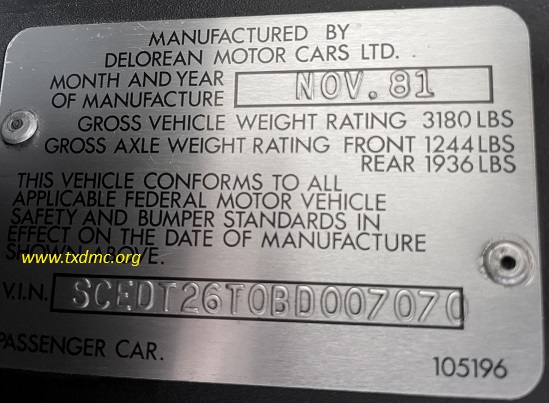 MANUFACTURED BY
DELOREAN MOTOR CARS LTD.
MONTH AND YEAR
OF MANUFACTURE NOV.81
GROSS VEHICLE WEIGHT RATING 3180 LBS
GROSS AXLE WEIGHT RATING FRONT 1244 LBS
REAR 1936 LBS
THIS VEHICLE CONFORMS TO ALL
APPLICABLE FEDERAL MOTOR VEHICLE
SAFETY AND BUMPER STANDARDS IN
EFFECT ON THE DATE OF MANUFACTURE
SHOWN ABOVE.
www.txdmc.org
V.I.N. SCEDT26T0BD007070
PASSENGER CAR.
105196